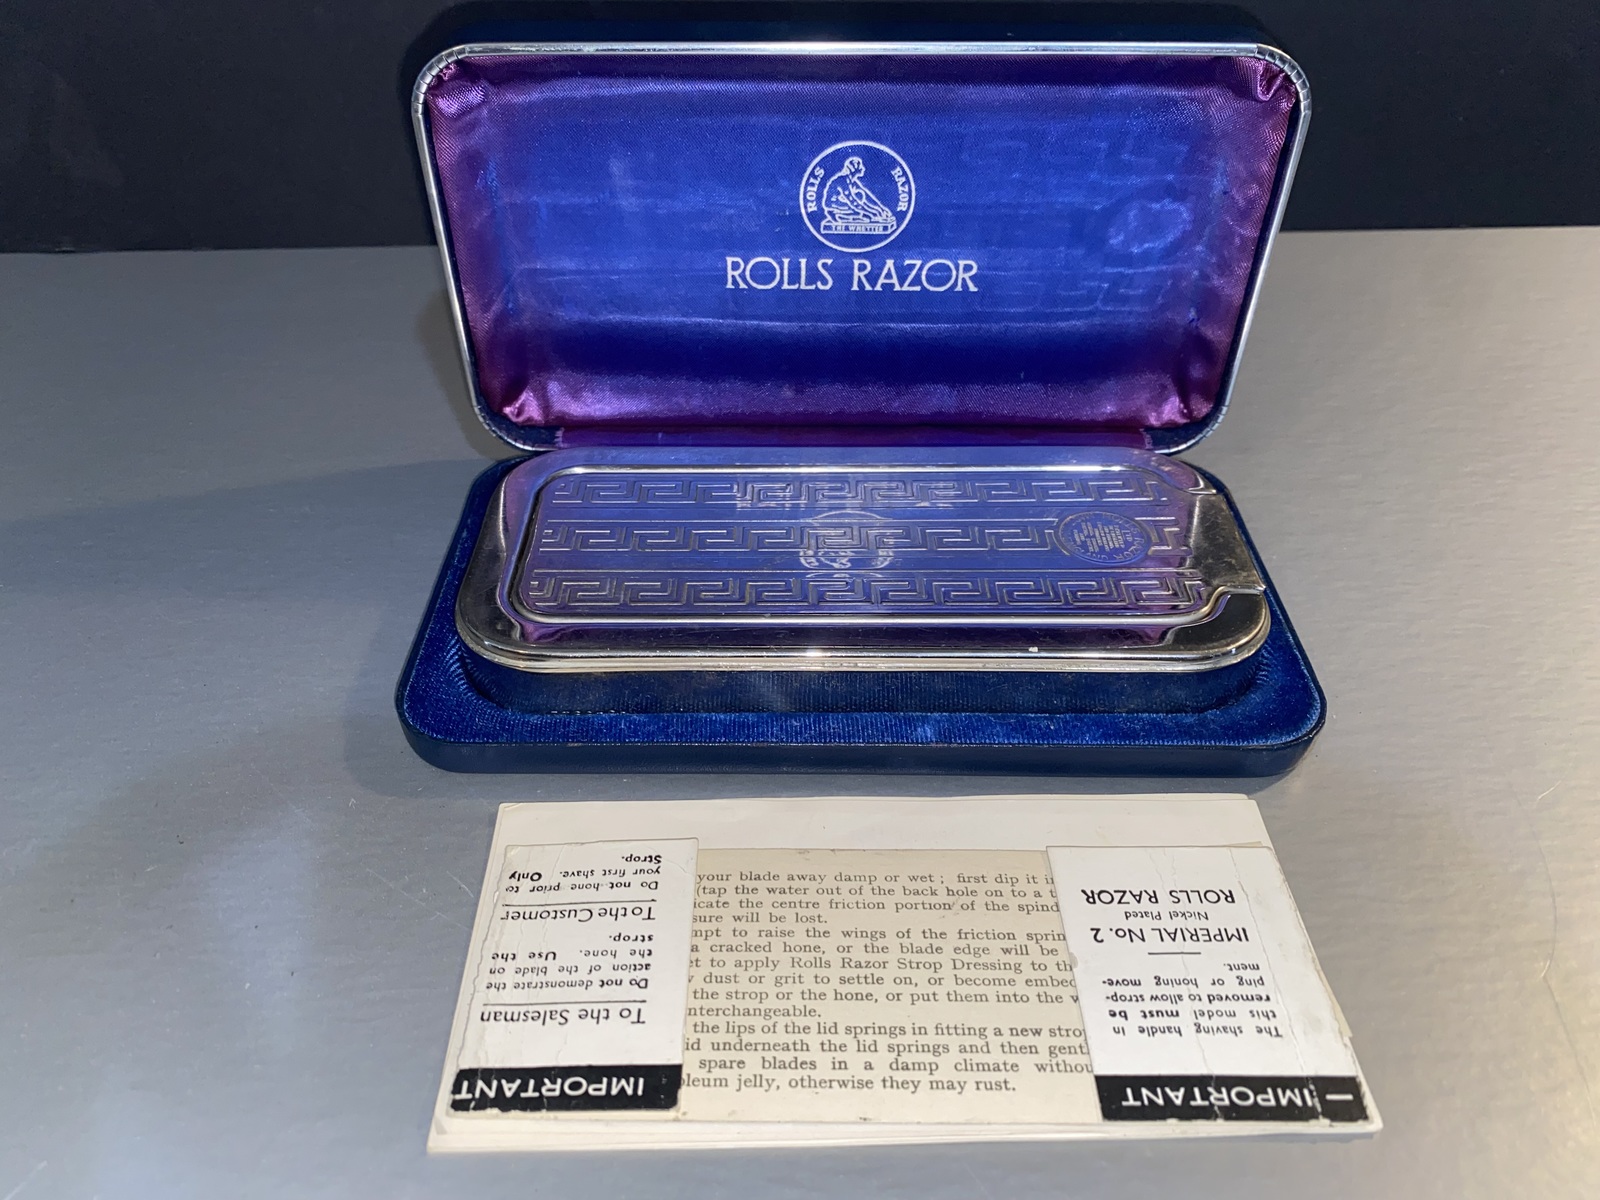 ROLLS RAZOR
THE WHETTER
ROLLS RAZOR
your blade away damp or wet ; first dip it i
(tap the water out of the back hole on to a t
icate the centre friction portion of the spind
sure will be lost.
mpt to raise the wings of the friction sprin
a cracked hone, or the blade edge will be
et to apply Rolls Razor Strop Dressing to th
w dust or grit to settle on, or become embed
the strop or the hone, or put them into the w
nterchangeable.
the lips of the lid springs in fitting a new stro
id underneath the lid springs and then gent
spare blades in a damp climate withou
oleum jelly, otherwise they may rust.
IMPORTANT
To the Salesman
Do not demonstrate the
action of the blade on
the hone. Use the
strop.
To the Customer
Do not hone prior to
your first shave. Only
Strop.
— IMPORTANT
The shaving handle in
this model must be
removed to allow strop-
ping or honing move-
ment.
IMPERIAL No. 2
Nickel Plated
ROLLS RAZOR